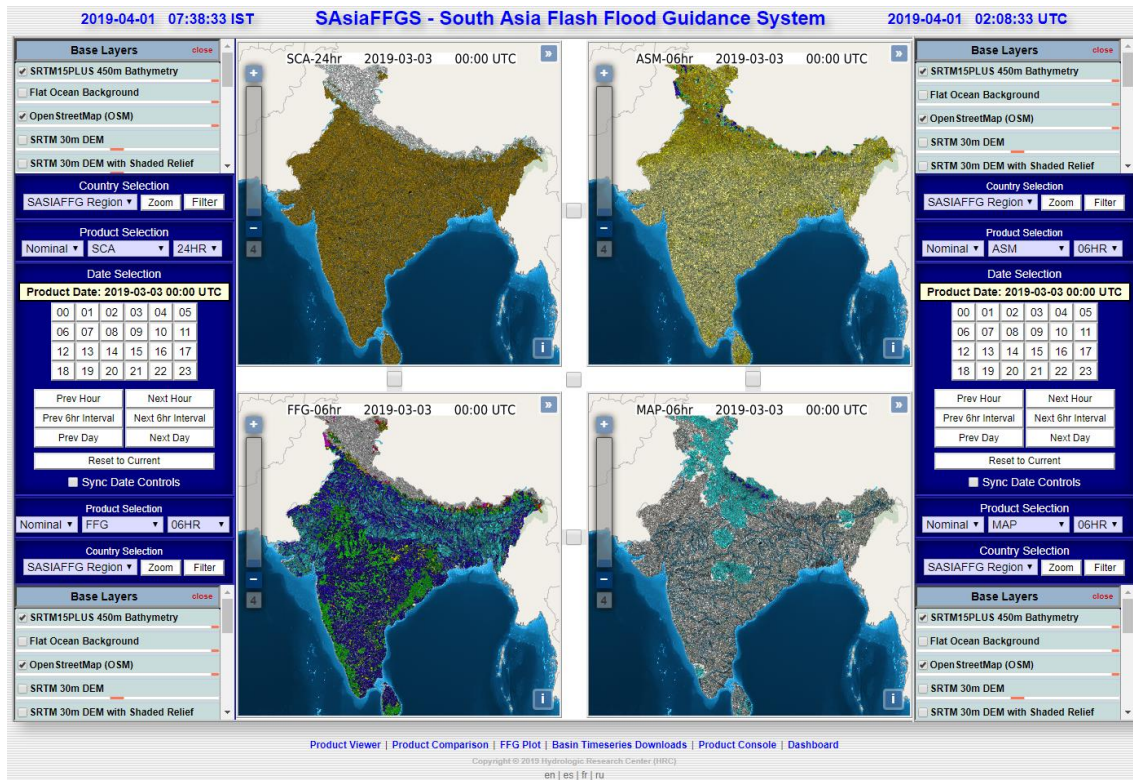 2019-04-01 07:38:33 IST
SAsiaFFGS - South Asia Flash Flood Guidance System
2019-04-01 02:08:33 UTC
Base Layers close
SRTM15PLUS 450m Bathymetry
Flat Ocean Background
OpenStreetMap (OSM)
SRTM 30m DEM
SRTM 30m DEM with Shaded Relief
Country Selection
SASIAFFG Region Zoom Filter
Product Selection
Nominal SCA 24HR
Date Selection
Product Date: 2019-03-03 00:00 UTC
00 01 02 03 04 05
06 07 08 09 10 11
12 13 14 15 16 17
18 19 20 21 22 23
Prev Hour Next Hour
Prev 6hr Interval Next 6hr Interval
Prev Day Next Day
Reset to Current
Sync Date Controls
Product Selection
Nominal FFG 06HR
Country Selection
SASIAFFG Region Zoom Filter
Base Layers close
SRTM15PLUS 450m Bathymetry
Flat Ocean Background
OpenStreetMap (OSM)
SRTM 30m DEM
SRTM 30m DEM with Shaded Relief
SCA-24hr 2019-03-03 00:00 UTC
»
+
–
4
i
ASM-06hr 2019-03-03 00:00 UTC
»
+
–
4
i
FFG-06hr 2019-03-03 00:00 UTC
»
+
–
4
i
MAP-06hr 2019-03-03 00:00 UTC
»
+
–
4
i
Base Layers close
SRTM15PLUS 450m Bathymetry
Flat Ocean Background
OpenStreetMap (OSM)
SRTM 30m DEM
SRTM 30m DEM with Shaded Relief
Country Selection
SASIAFFG Region Zoom Filter
Product Selection
Nominal ASM 06HR
Date Selection
Product Date: 2019-03-03 00:00 UTC
00 01 02 03 04 05
06 07 08 09 10 11
12 13 14 15 16 17
18 19 20 21 22 23
Prev Hour Next Hour
Prev 6hr Interval Next 6hr Interval
Prev Day Next Day
Reset to Current
Sync Date Controls
Product Selection
Nominal MAP 06HR
Country Selection
SASIAFFG Region Zoom Filter
Base Layers close
SRTM15PLUS 450m Bathymetry
Flat Ocean Background
OpenStreetMap (OSM)
SRTM 30m DEM
SRTM 30m DEM with Shaded Relief
Product Viewer | Product Comparison | FFG Plot | Basin Timeseries Downloads | Product Console | Dashboard
Copyright © 2019 Hydrologic Research Center (HRC)
en | es | fr | ru